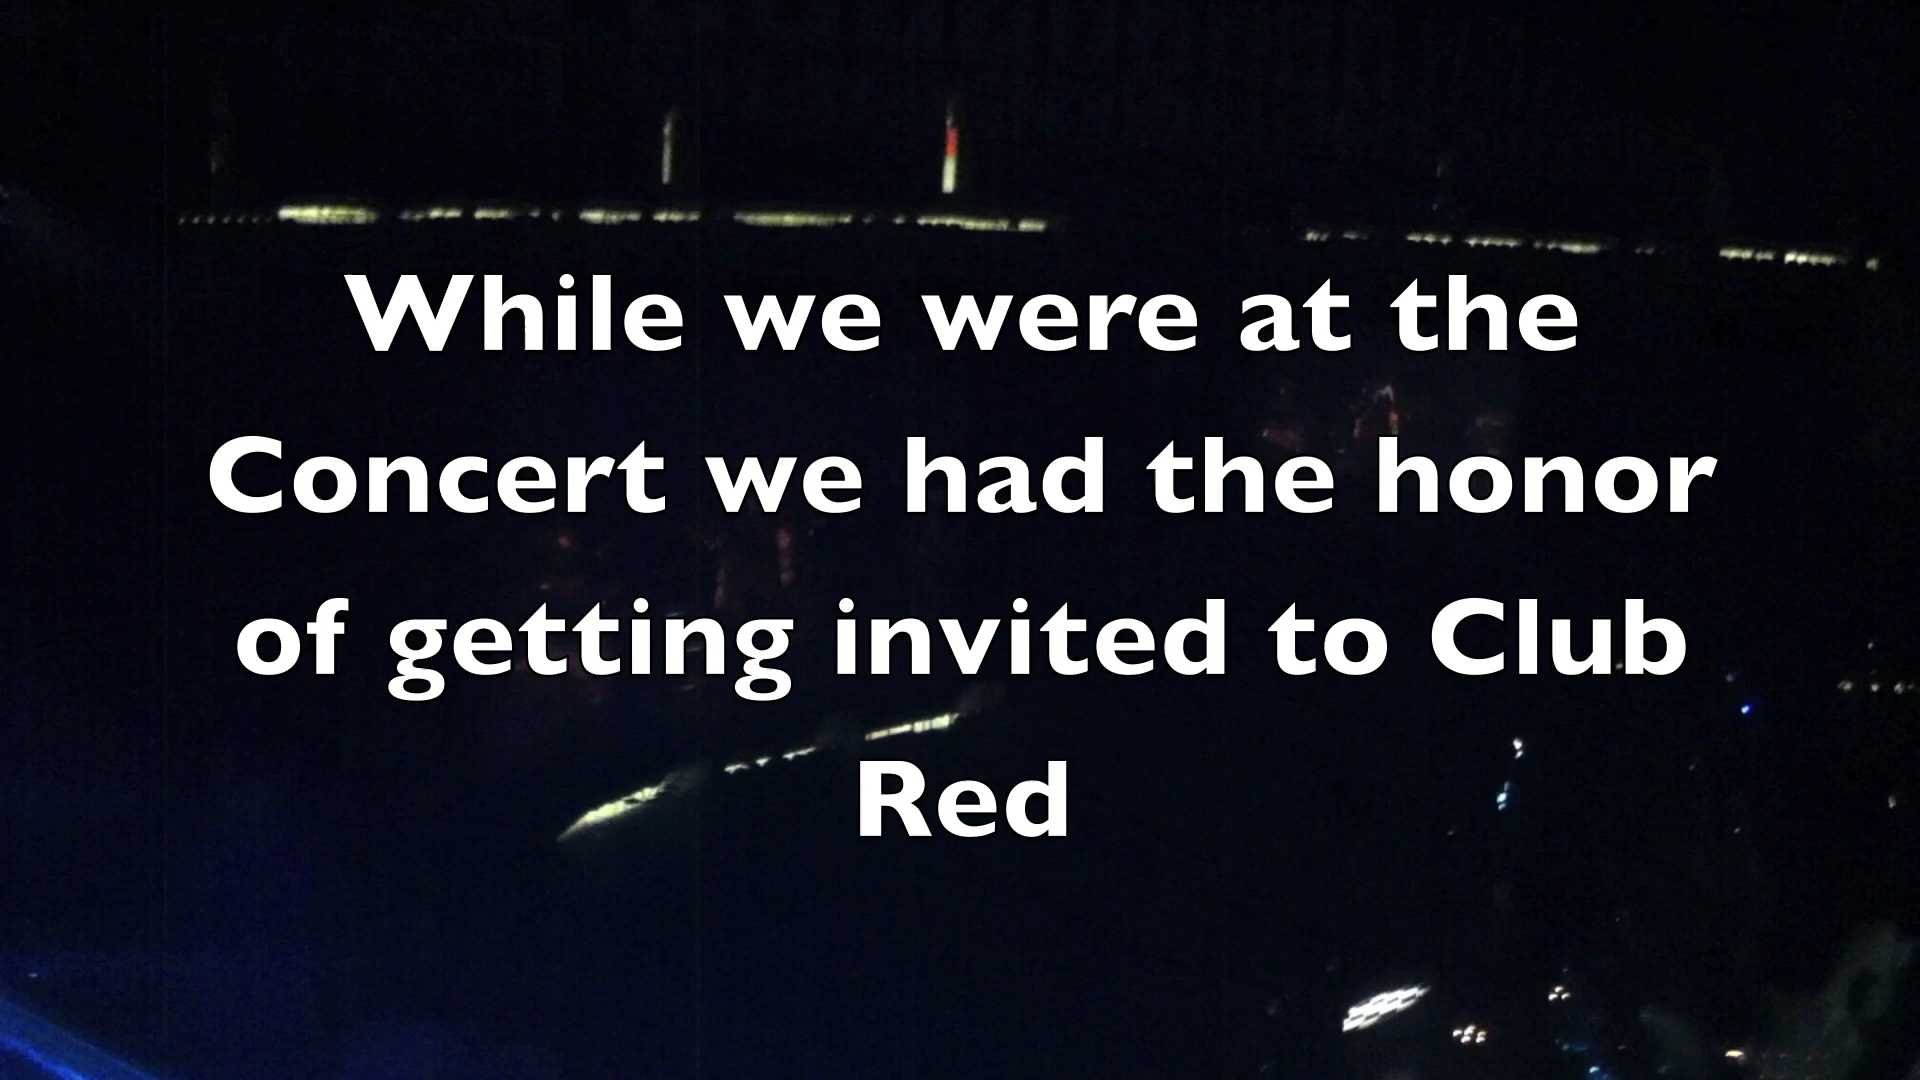 While we were at the
Concert we had the honor
of getting invited to Club
Red